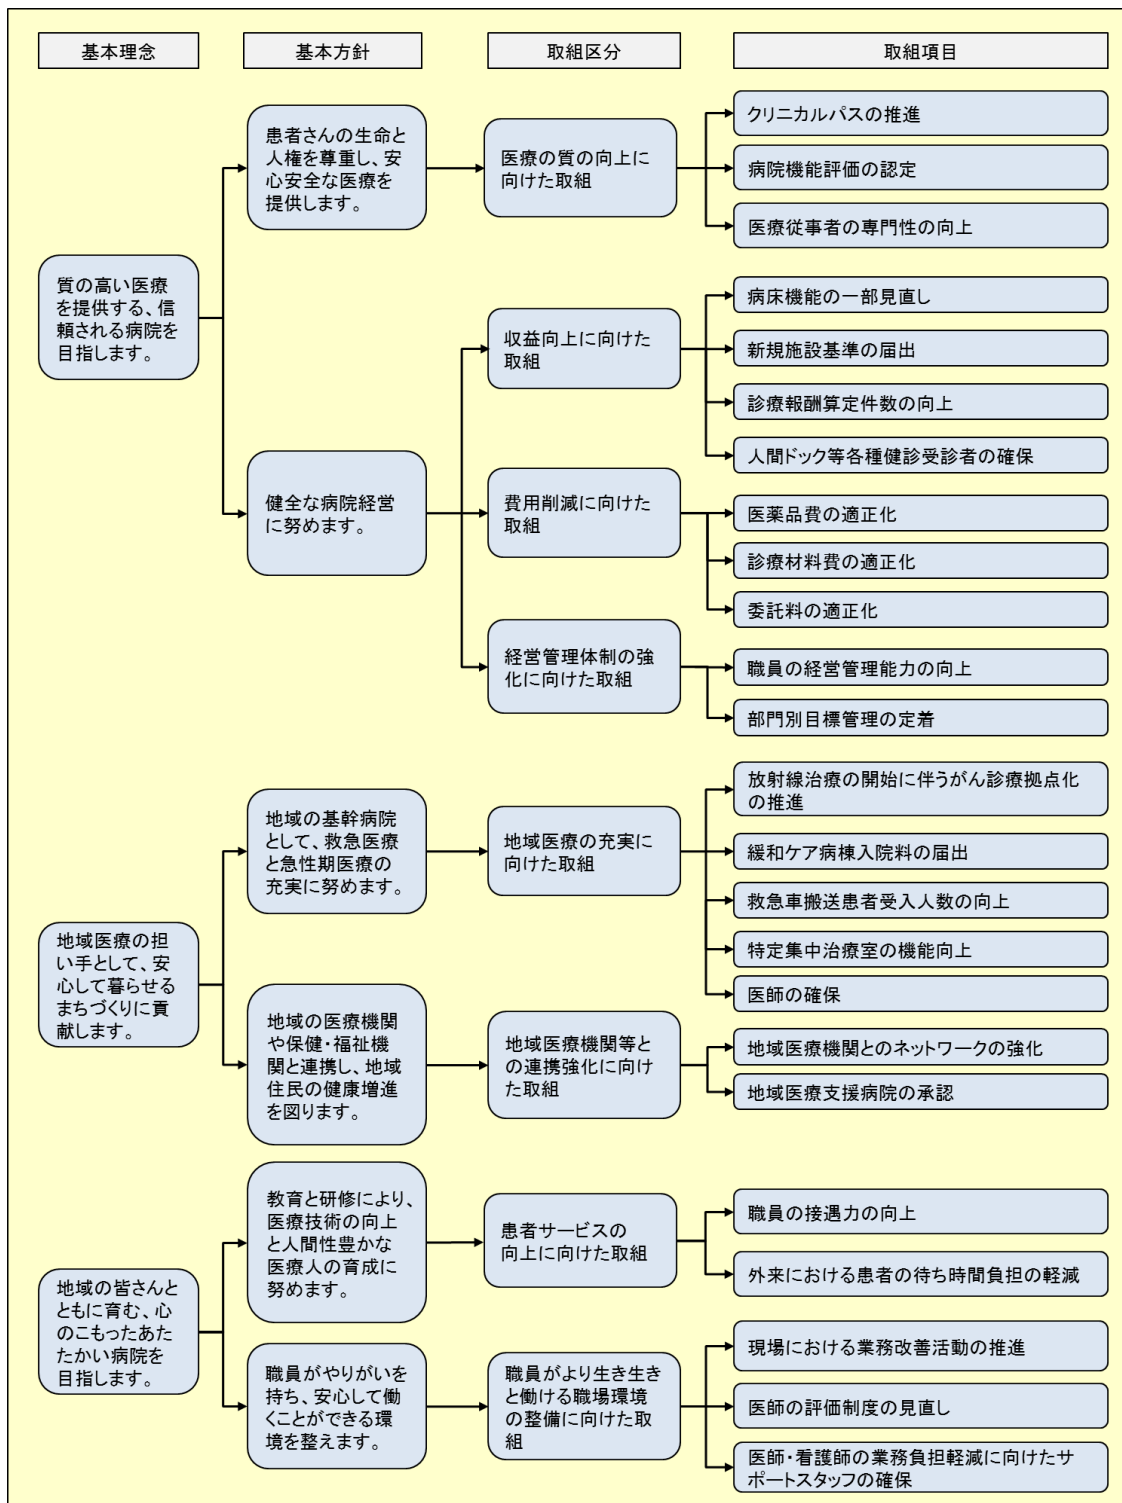 基本理念
基本方針
取組区分
取組項目
質の高い医療
を提供する、信
頼される病院を
目指します。
患者さんの生命と
人権を尊重し、安
心安全な医療を
提供します。
医療の質の向上に
向けた取組
クリニカルパスの推進
病院機能評価の認定
医療従事者の専門性の向上
健全な病院経営
に努めます。
収益向上に向けた
取組
病床機能の一部見直し
新規施設基準の届出
診療報酬算定件数の向上
人間ドック等各種健診受診者の確保
費用削減に向けた
取組
医薬品費の適正化
診療材料費の適正化
委託料の適正化
経営管理体制の強
化に向けた取組
職員の経営管理能力の向上
部門別目標管理の定着
地域医療の担
い手として、安
心して暮らせる
まちづくりに貢
献します。
地域の基幹病院
として、救急医療
と急性期医療の
充実に努めます。
地域医療の充実に
向けた取組
放射線治療の開始に伴うがん診療拠点化
の推進
緩和ケア病棟入院料の届出
救急車搬送患者受入人数の向上
特定集中治療室の機能向上
医師の確保
地域の医療機関
や保健・福祉機
関と連携し、地域
住民の健康増進
を図ります。
地域医療機関等と
の連携強化に向け
た取組
地域医療機関とのネットワークの強化
地域医療支援病院の承認
地域の皆さんと
ともに育む、心
のこもったあた
たかい病院を
目指します。
教育と研修により、
医療技術の向上
と人間性豊かな
医療人の育成に
努めます。
患者サービスの
向上に向けた取組
職員の接遇力の向上
外来における患者の待ち時間負担の軽減
職員がやりがいを
持ち、安心して働
くことができる環
境を整えます。
職員がより生き生き
と働ける職場環境
の整備に向けた取
組
現場における業務改善活動の推進
医師の評価制度の見直し
医師・看護師の業務負担軽減に向けたサ
ポートスタッフの確保